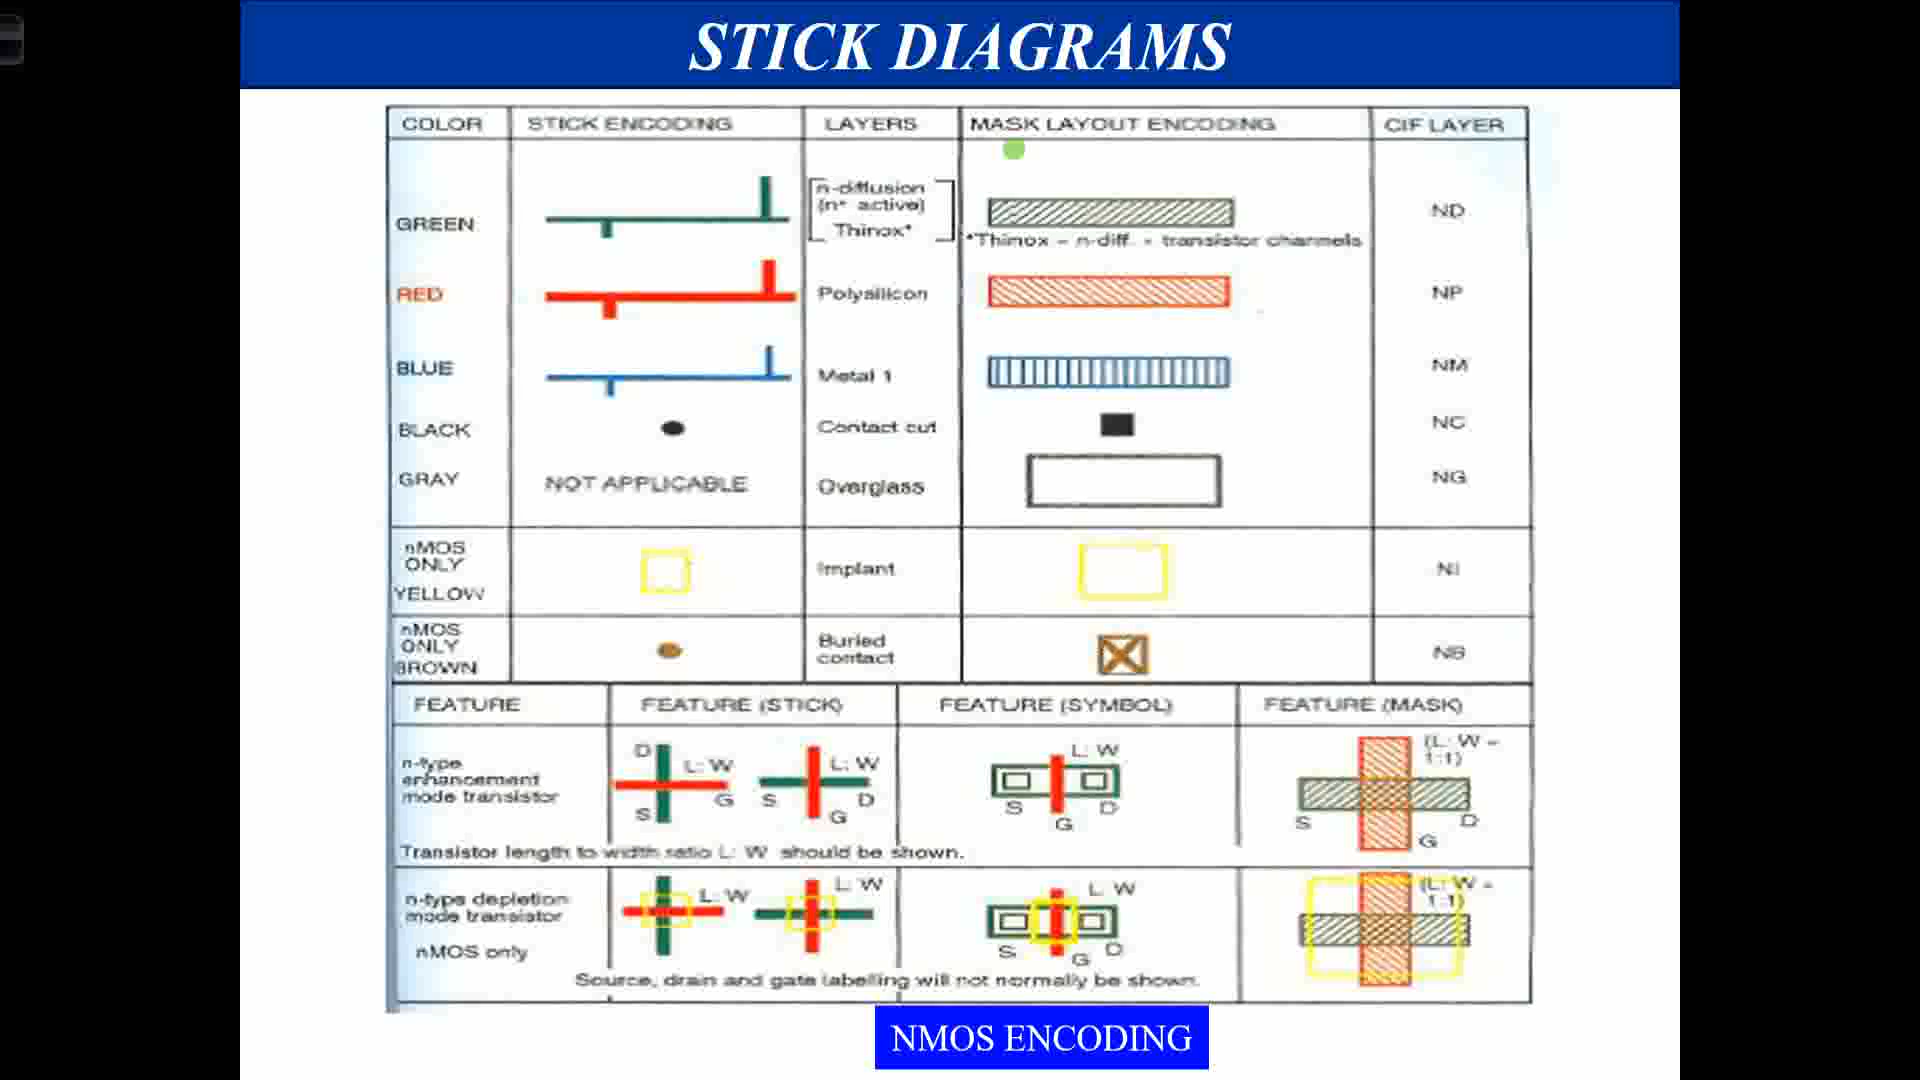 STICK DIAGRAMS
COLOR STICK ENCODING LAYERS MASK LAYOUT ENCODING CIF LAYER
GREEN n-diffusion (n+ active) Thinox* ND
*Thinox = n-diff. + transistor channels
RED Polysilicon NP
BLUE Metal 1 NM
BLACK Contact cut NC
GRAY NOT APPLICABLE Overglass NG
nMOS ONLY YELLOW Implant NI
nMOS ONLY BROWN Buried contact NB
FEATURE FEATURE (STICK) FEATURE (SYMBOL) FEATURE (MASK)
n-type enhancement mode transistor
D L: W G S
L: W S D G
L: W S D G
(L: W = 1:1) S D G
Transistor length to width ratio L: W should be shown.
n-type depletion mode transistor
nMOS only
L: W
L: W
L: W S D G
(L: W = 1:1)
Source, drain and gate labelling will not normally be shown.
NMOS ENCODING